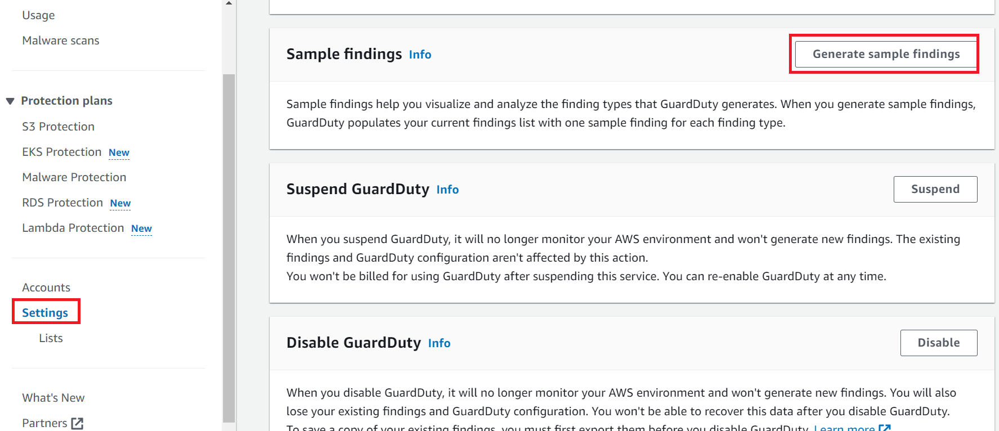 Usage
Malware scans
Protection plans
S3 Protection
EKS Protection New
Malware Protection
RDS Protection New
Lambda Protection New
Accounts
Settings
Lists
What's New
Partners
Sample findings Info
Generate sample findings
Sample findings help you visualize and analyze the finding types that GuardDuty generates. When you generate sample findings,
GuardDuty populates your current findings list with one sample finding for each finding type.
Suspend GuardDuty Info
Suspend
When you suspend GuardDuty, it will no longer monitor your AWS environment and won't generate new findings. The existing
findings and GuardDuty configuration aren't affected by this action.
You won't be billed for using GuardDuty after suspending this service. You can re-enable GuardDuty at any time.
Disable GuardDuty Info
Disable
When you disable GuardDuty, it will no longer monitor your AWS environment and won't generate new findings. You will also
lose your existing findings and GuardDuty configuration. You won't be able to recover this data after you disable GuardDuty.
To save a copy of your existing findings, you must first export them before you disable GuardDuty. Learn more